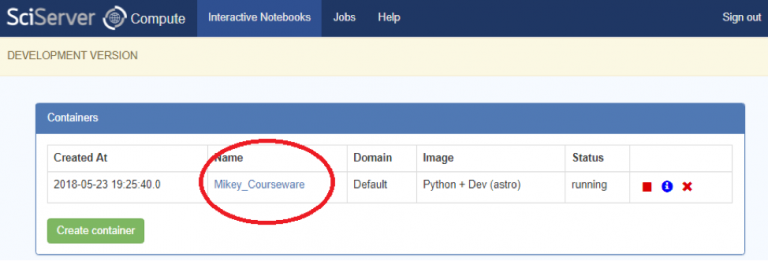 SciServer Compute Interactive Notebooks Jobs Help Sign out
DEVELOPMENT VERSION
Containers
Created At Name Domain Image Status
2018-05-23 19:25:40.0 Mikey_Courseware Default Python + Dev (astro) running
Create container